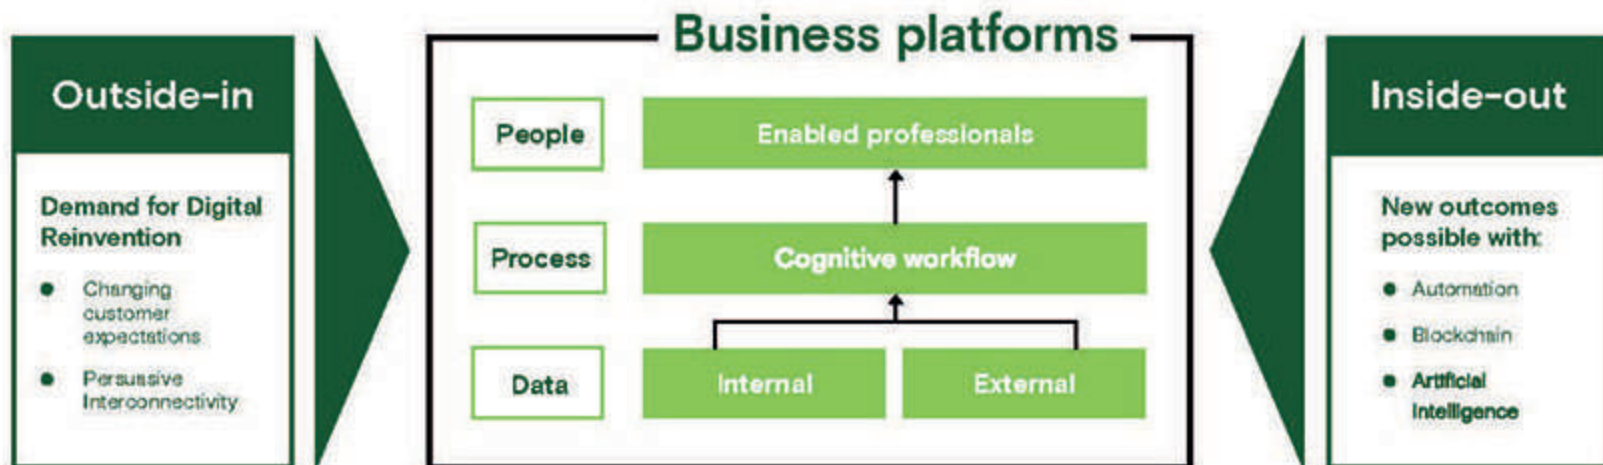 Business platforms
Outside-in
Demand for Digital
Reinvention
Changing
customer
expectations
Persuasive
Interconnectivity
People
Enabled professionals
Process
Cognitive workflow
Data
Internal
External
Inside-out
New outcomes
possible with:
Automation
Blockchain
Artificial
Intelligence